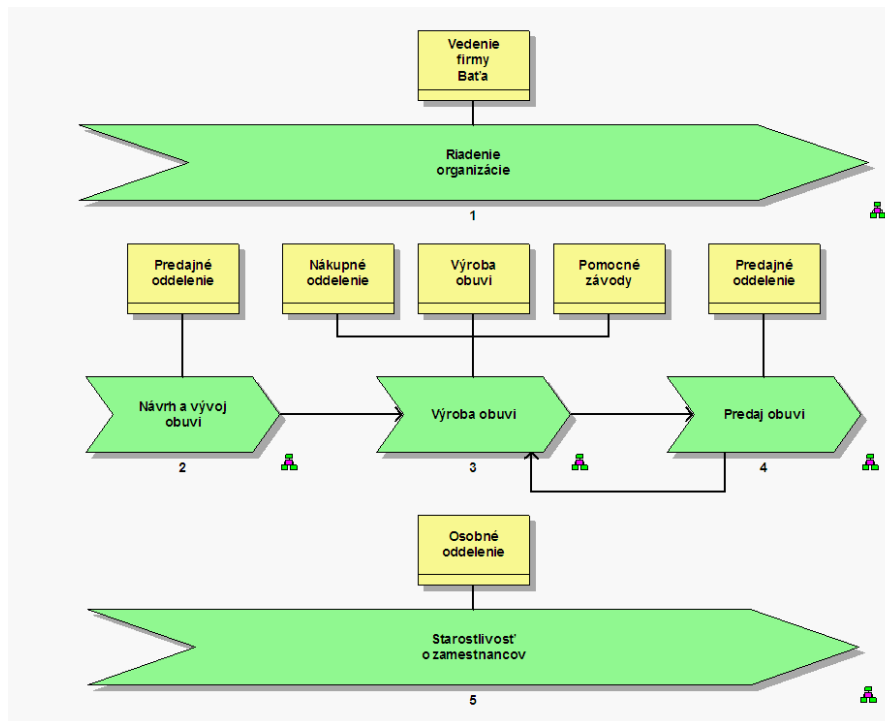 Vedenie
firmy
Baťa
Riadenie
organizácie
1
Predajné
oddelenie
Nákupné
oddelenie
Výroba
obuvi
Pomocné
závody
Predajné
oddelenie
Návrh a vývoj
obuvi
2
Výroba obuvi
3
Predaj obuvi
4
Osobné
oddelenie
Starostlivosť
o zamestnancov
5